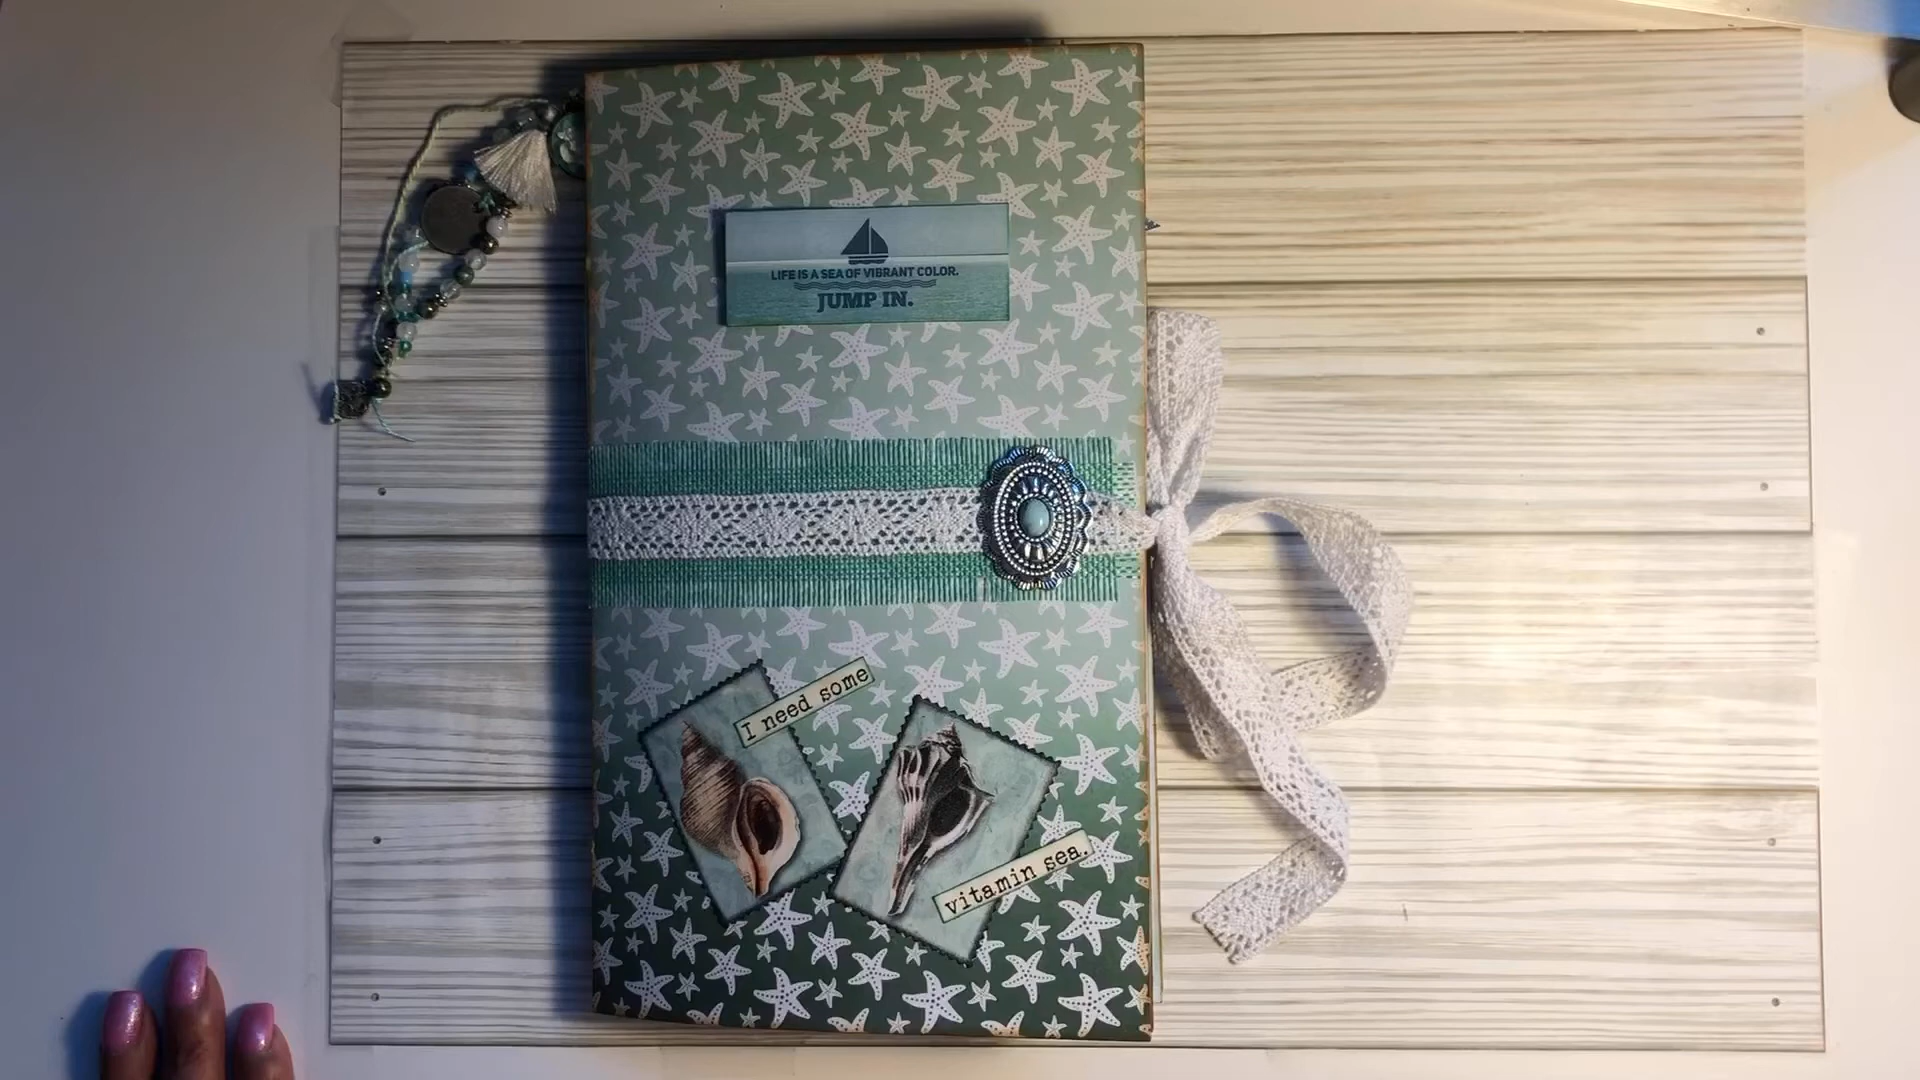 LIFE IS A SEA OF VIBRANT COLOR.
JUMP IN.
I need some
vitamin sea.